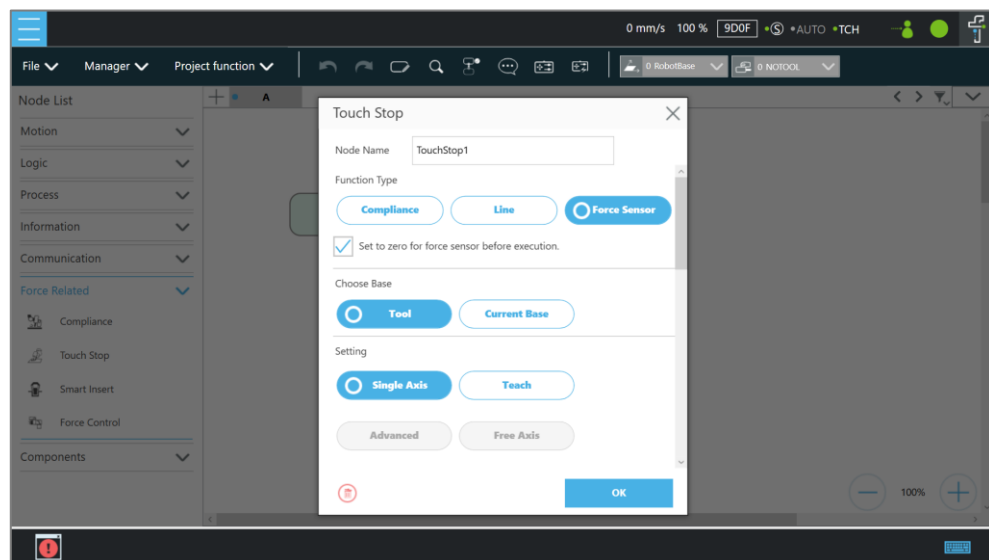 0 mm/s 100 % 9D0F S AUTO TCH
File Manager Project function 0 RobotBase 0 NOTOOL
Node List
A
Motion
Logic
Process
Information
Communication
Force Related
Compliance
Touch Stop
Smart Insert
Force Control
Components
Touch Stop
Node Name TouchStop1
Function Type
Compliance Line Force Sensor
Set to zero for force sensor before execution.
Choose Base
Tool Current Base
Setting
Single Axis Teach
Advanced Free Axis
OK
100%